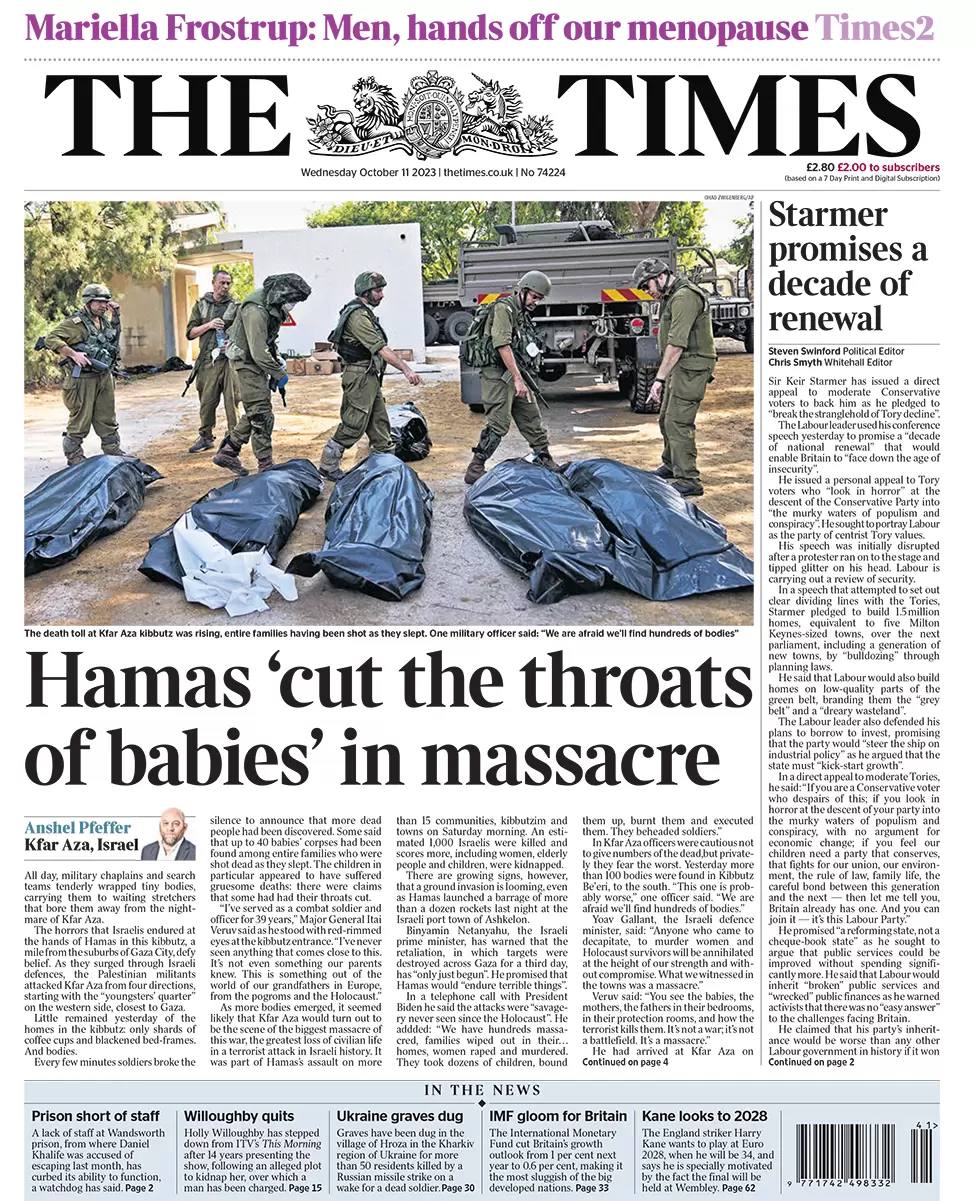 Mariella Frostrup: Men, hands off our menopause Times2
THE TIMES
DIEU·ET MON·DROIT
Wednesday October 11 2023 | thetimes.co.uk | No 74224
£2.80 £2.00 to subscribers
(based on a 7 Day Print and Digital Subscription)
OHAD ZWIGENBERG/AP
The death toll at Kfar Aza kibbutz was rising, entire families having been shot as they slept. One military officer said: "We are afraid we'll find hundreds of bodies"
Hamas ‘cut the throats
of babies’ in massacre
Anshel Pfeffer
Kfar Aza, Israel
All day, military chaplains and search
teams tenderly wrapped tiny bodies,
carrying them to waiting stretchers
that bore them away from the night-
mare of Kfar Aza.
The horrors that Israelis endured at
the hands of Hamas in this kibbutz, a
mile from the suburbs of Gaza City, defy
belief. As they surged through Israeli
defences, the Palestinian militants
attacked Kfar Aza from four directions,
starting with the “youngsters’ quarter”
on the western side, closest to Gaza.
Little remained yesterday of the
homes in the kibbutz: only shards of
coffee cups and blackened bed-frames.
And bodies.
Every few minutes soldiers broke the
silence to announce that more dead
people had been discovered. Some said
that up to 40 babies’ corpses had been
found among entire families who were
shot dead as they slept. The children in
particular appeared to have suffered
gruesome deaths: there were claims
that some had had their throats cut.
“I’ve served as a combat soldier and
officer for 39 years,” Major General Itai
Veruv said as he stood with red-rimmed
eyes at the kibbutz entrance. “I’ve never
seen anything that comes close to this.
It’s not even something our parents
knew. This is something out of the
world of our grandfathers in Europe,
from the pogroms and the Holocaust.”
As more bodies emerged, it seemed
likely that Kfar Aza would turn out to
be the scene of the biggest massacre of
this war, the greatest loss of civilian life
in a terrorist attack in Israeli history. It
was part of Hamas’s assault on more
than 15 communities, kibbutzim and
towns on Saturday morning. An esti-
mated 1,000 Israelis were killed and
scores more, including women, elderly
people and children, were kidnapped.
There are growing signs, however,
that a ground invasion is looming, even
as Hamas launched a barrage of more
than a dozen rockets last night at the
Israeli port town of Ashkelon.
Binyamin Netanyahu, the Israeli
prime minister, has warned that the
retaliation, in which targets were
destroyed across Gaza for a third day,
has “only just begun”. He promised that
Hamas would “endure terrible things”.
In a telephone call with President
Biden he said the attacks were “savage-
ry never seen since the Holocaust”. He
addded: “We have hundreds massa-
cred, families wiped out in their...
homes, women raped and murdered.
They took dozens of children, bound
them up, burnt them and executed
them. They beheaded soldiers.”
In Kfar Aza officers were cautious not
to give numbers of the dead,but private-
ly they fear the worst. Yesterday more
than 100 bodies were found in Kibbutz
Be’eri, to the south. “This one is prob-
ably worse,” one officer said. “We are
afraid we’ll find hundreds of bodies.”
Yoav Gallant, the Israeli defence
minister, said: “Anyone who came to
decapitate, to murder women and
Holocaust survivors will be annihilated
at the height of our strength and with-
out compromise. What we witnessed in
the towns was a massacre.”
Veruv said: “You see the babies, the
mothers, the fathers in their bedrooms,
in their protection rooms, and how the
terrorist kills them. It’s not a war; it’s not
a battlefield. It’s a massacre.”
He had arrived at Kfar Aza on
Continued on page 4
Starmer
promises a
decade of
renewal
Steven Swinford Political Editor
Chris Smyth Whitehall Editor
Sir Keir Starmer has issued a direct
appeal to moderate Conservative
voters to back him as he pledged to
“break the stranglehold of Tory decline”.
The Labour leader used his conference
speech yesterday to promise a “decade
of national renewal” that would
enable Britain to “face down the age of
insecurity”.
He issued a personal appeal to Tory
voters who “look in horror” at the
descent of the Conservative Party into
“the murky waters of populism and
conspiracy”. He sought to portray Labour
as the party of centrist Tory values.
His speech was initially disrupted
after a protester ran on to the stage and
tipped glitter on his head. Labour is
carrying out a review of security.
In a speech that attempted to set out
clear dividing lines with the Tories,
Starmer pledged to build 1.5 million
homes, equivalent to five Milton
Keynes-sized towns, over the next
parliament, including a generation of
new towns, by “bulldozing” through
planning laws.
He said that Labour would also build
homes on low-quality parts of the
green belt, branding them the “grey
belt” and a “dreary wasteland”.
The Labour leader also defended his
plans to borrow to invest, promising
that the party would “steer the ship on
industrial policy” as he argued that the
state must “kick-start growth”.
In a direct appeal to moderate Tories,
he said: “If you are a Conservative voter
who despairs of this; if you look in
horror at the descent of your party into
the murky waters of populism and
conspiracy, with no argument for
economic change; if you feel our
children need a party that conserves,
that fights for our union, our environ-
ment, the rule of law, family life, the
careful bond between this generation
and the next — then let me tell you,
Britain already has one. And you can
join it — it’s this Labour Party.”
He promised “a reforming state, not a
cheque-book state” as he sought to
argue that public services could be
improved without spending signifi-
cantly more. He said that Labour would
inherit “broken” public services and
“wrecked” public finances as he warned
activists that there was no “easy answer”
to the challenges facing Britain.
He claimed that his party’s inherit-
ance would be worse than any other
Labour government in history if it won
Continued on page 2
IN THE NEWS
Prison short of staff
A lack of staff at Wandsworth
prison, from where Daniel
Khalife was accused of
escaping last month, has
curbed its ability to function,
a watchdog has said. Page 2
Willoughby quits
Holly Willoughby has stepped
down from ITV’s This Morning
after 14 years presenting the
show, following an alleged plot
to kidnap her, over which a
man has been charged. Page 15
Ukraine graves dug
Graves have been dug in the
village of Hroza in the Kharkiv
region of Ukraine for more
than 50 residents killed by a
Russian missile strike on a
wake for a dead soldier. Page 30
IMF gloom for Britain
The International Monetary
Fund cut Britain’s growth
outlook from 1 per cent next
year to 0.6 per cent, making it
the most sluggish of the big
developed nations. Page 33
Kane looks to 2028
The England striker Harry
Kane wants to play at Euro
2028, when he will be 34, and
says he is specially motivated
by the fact the final will be
held at Wembley. Page 62
41>
9 771742 498332